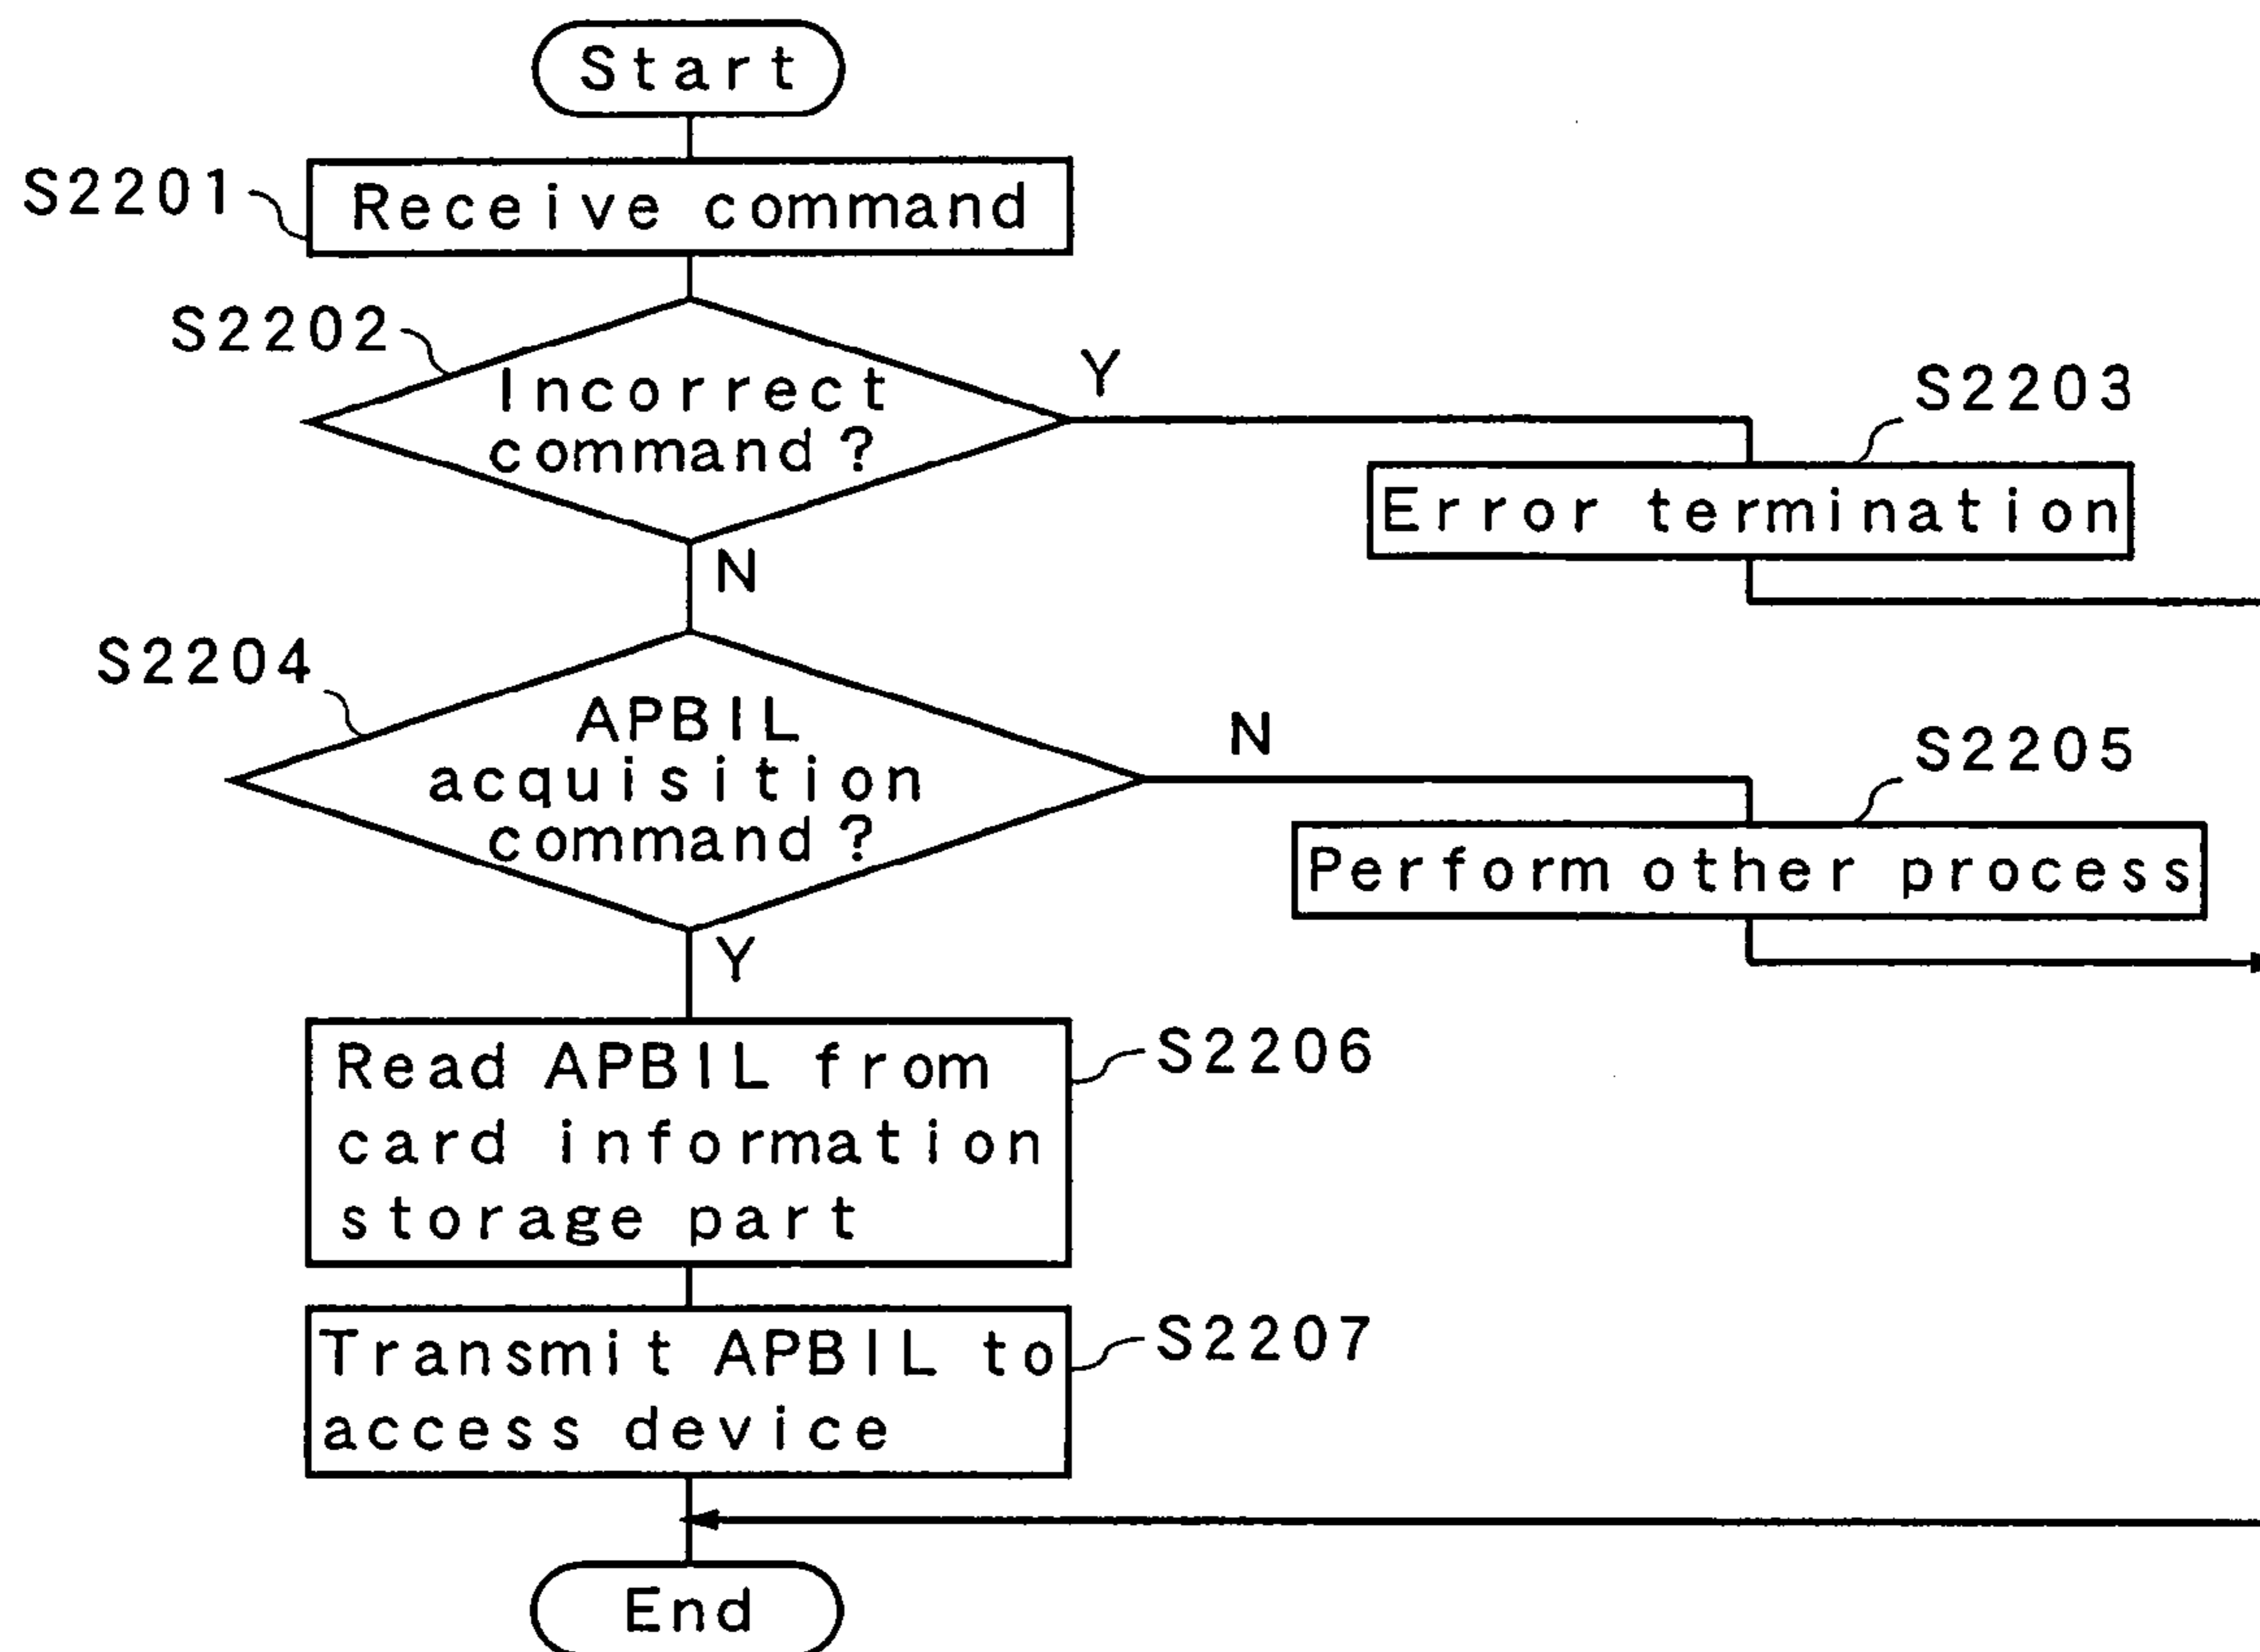 Start
S2201
Receive command
S2202
Incorrect
command?
Y
S2203
Error termination
N
S2204
APBIL
acquisition
command?
N
S2205
Perform other process
Y
Read APBIL from
card information
storage part
S2206
Transmit APBIL to
access device
S2207
End